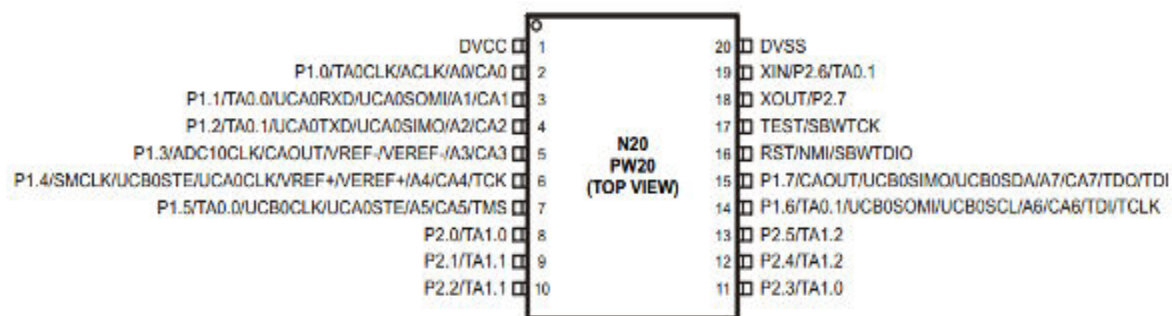 DVCC 1 20 DVSS
P1.0/TA0CLK/ACLK/A0/CA0 2 19 XIN/P2.6/TA0.1
P1.1/TA0.0/UCA0RXD/UCA0SOMI/A1/CA1 3 18 XOUT/P2.7
P1.2/TA0.1/UCA0TXD/UCA0SIMO/A2/CA2 4 17 TEST/SBWTCK
P1.3/ADC10CLK/CAOUT/VREF-/VEREF-/A3/CA3 5 16 RST/NMI/SBWTDIO
P1.4/SMCLK/UCB0STE/UCA0CLK/VREF+/VEREF+/A4/CA4/TCK 6 15 P1.7/CAOUT/UCB0SIMO/UCB0SDA/A7/CA7/TDO/TDI
P1.5/TA0.0/UCB0CLK/UCA0STE/A5/CA5/TMS 7 14 P1.6/TA0.1/UCB0SOMI/UCB0SCL/A6/CA6/TDI/TCLK
P2.0/TA1.0 8 13 P2.5/TA1.2
P2.1/TA1.1 9 12 P2.4/TA1.2
P2.2/TA1.1 10 11 P2.3/TA1.0
N20
PW20
(TOP VIEW)